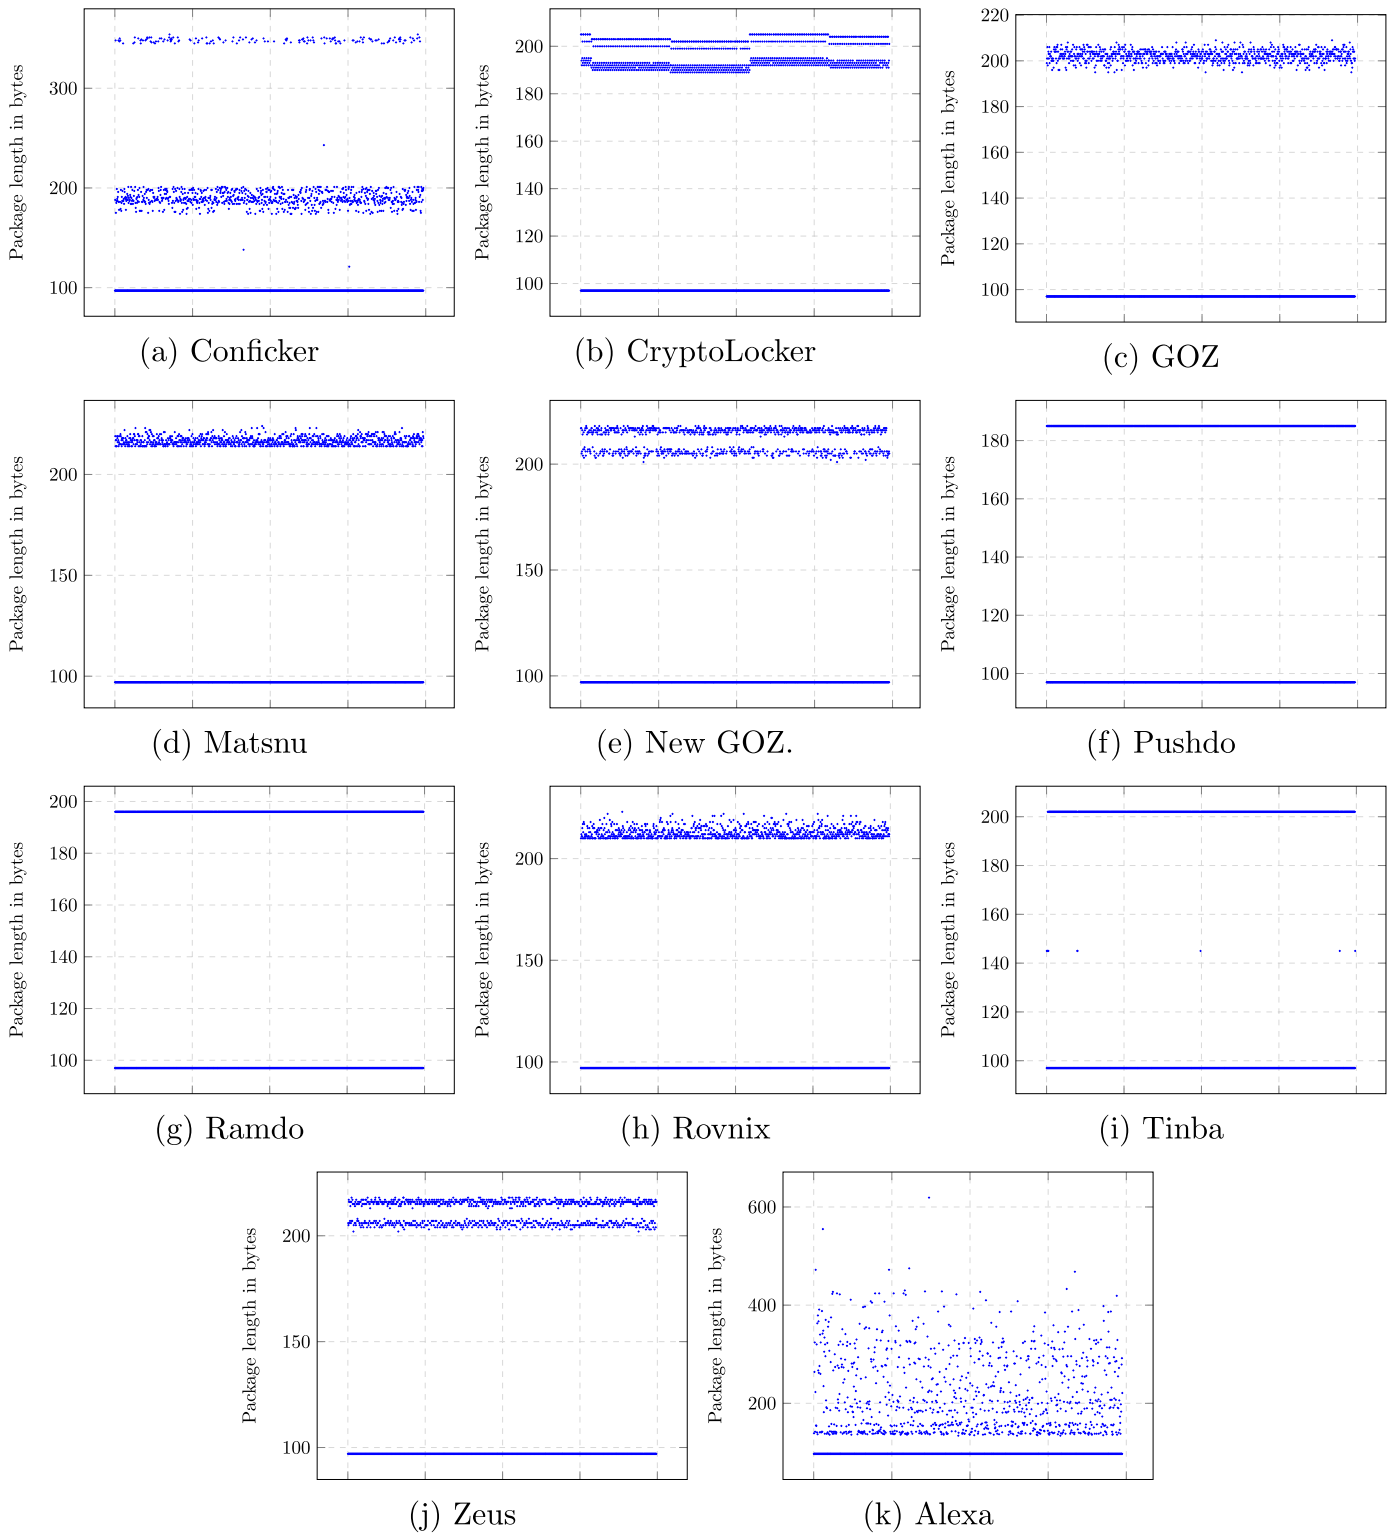 Package length in bytes
300
200
100
(a) Conficker
Package length in bytes
200
180
160
140
120
100
(b) CryptoLocker
Package length in bytes
220
200
180
160
140
120
100
(c) GOZ
Package length in bytes
200
150
100
(d) Matsnu
Package length in bytes
200
150
100
(e) New GOZ.
Package length in bytes
180
160
140
120
100
(f) Pushdo
Package length in bytes
200
180
160
140
120
100
(g) Ramdo
Package length in bytes
200
150
100
(h) Rovnix
Package length in bytes
200
180
160
140
120
100
(i) Tinba
Package length in bytes
200
150
100
(j) Zeus
Package length in bytes
600
400
200
(k) Alexa